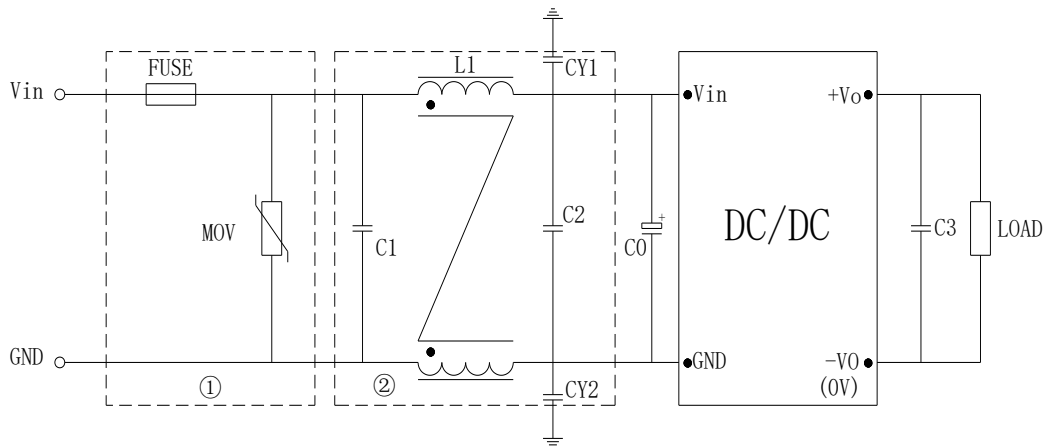 FUSE
L1
CY1
Vin
Vin
+Vo
MOV
C1
C2
C0
+
DC/DC
C3
LOAD
GND
GND
-VO
(0V)
①
②
CY2